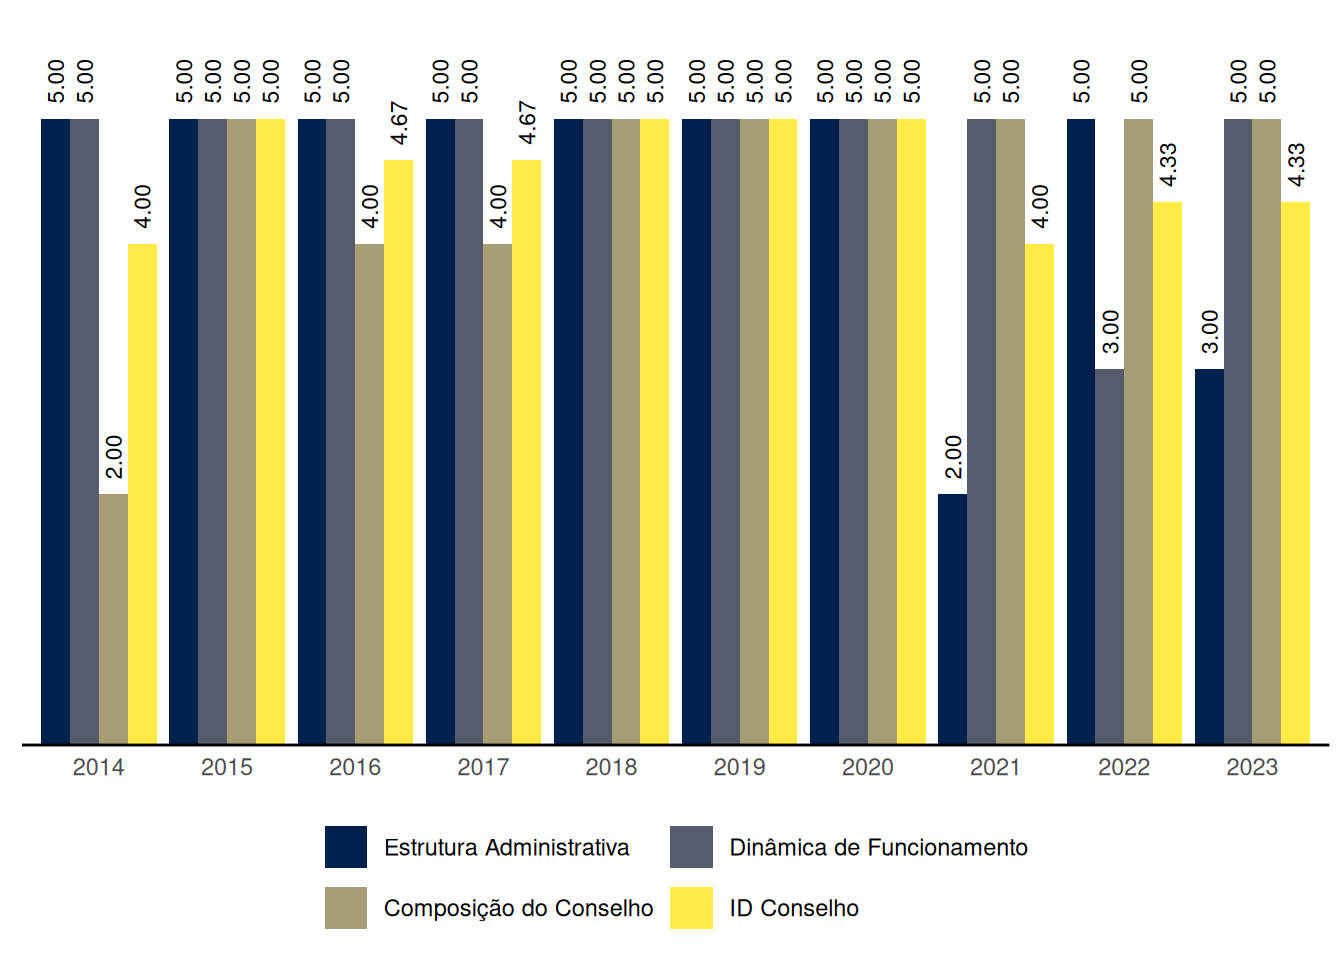 5.00 5.00 2.00 4.00 5.00 5.00 5.00 5.00 5.00 5.00 4.00 4.67 5.00 5.00 4.00 4.67 5.00 5.00 5.00 5.00 5.00 5.00 5.00 5.00 5.00 5.00 5.00 5.00 2.00 5.00 5.00 4.00 5.00 3.00 5.00 4.33 3.00 5.00 5.00 4.33
2014 2015 2016 2017 2018 2019 2020 2021 2022 2023
Estrutura Administrativa Dinâmica de Funcionamento
Composição do Conselho ID Conselho